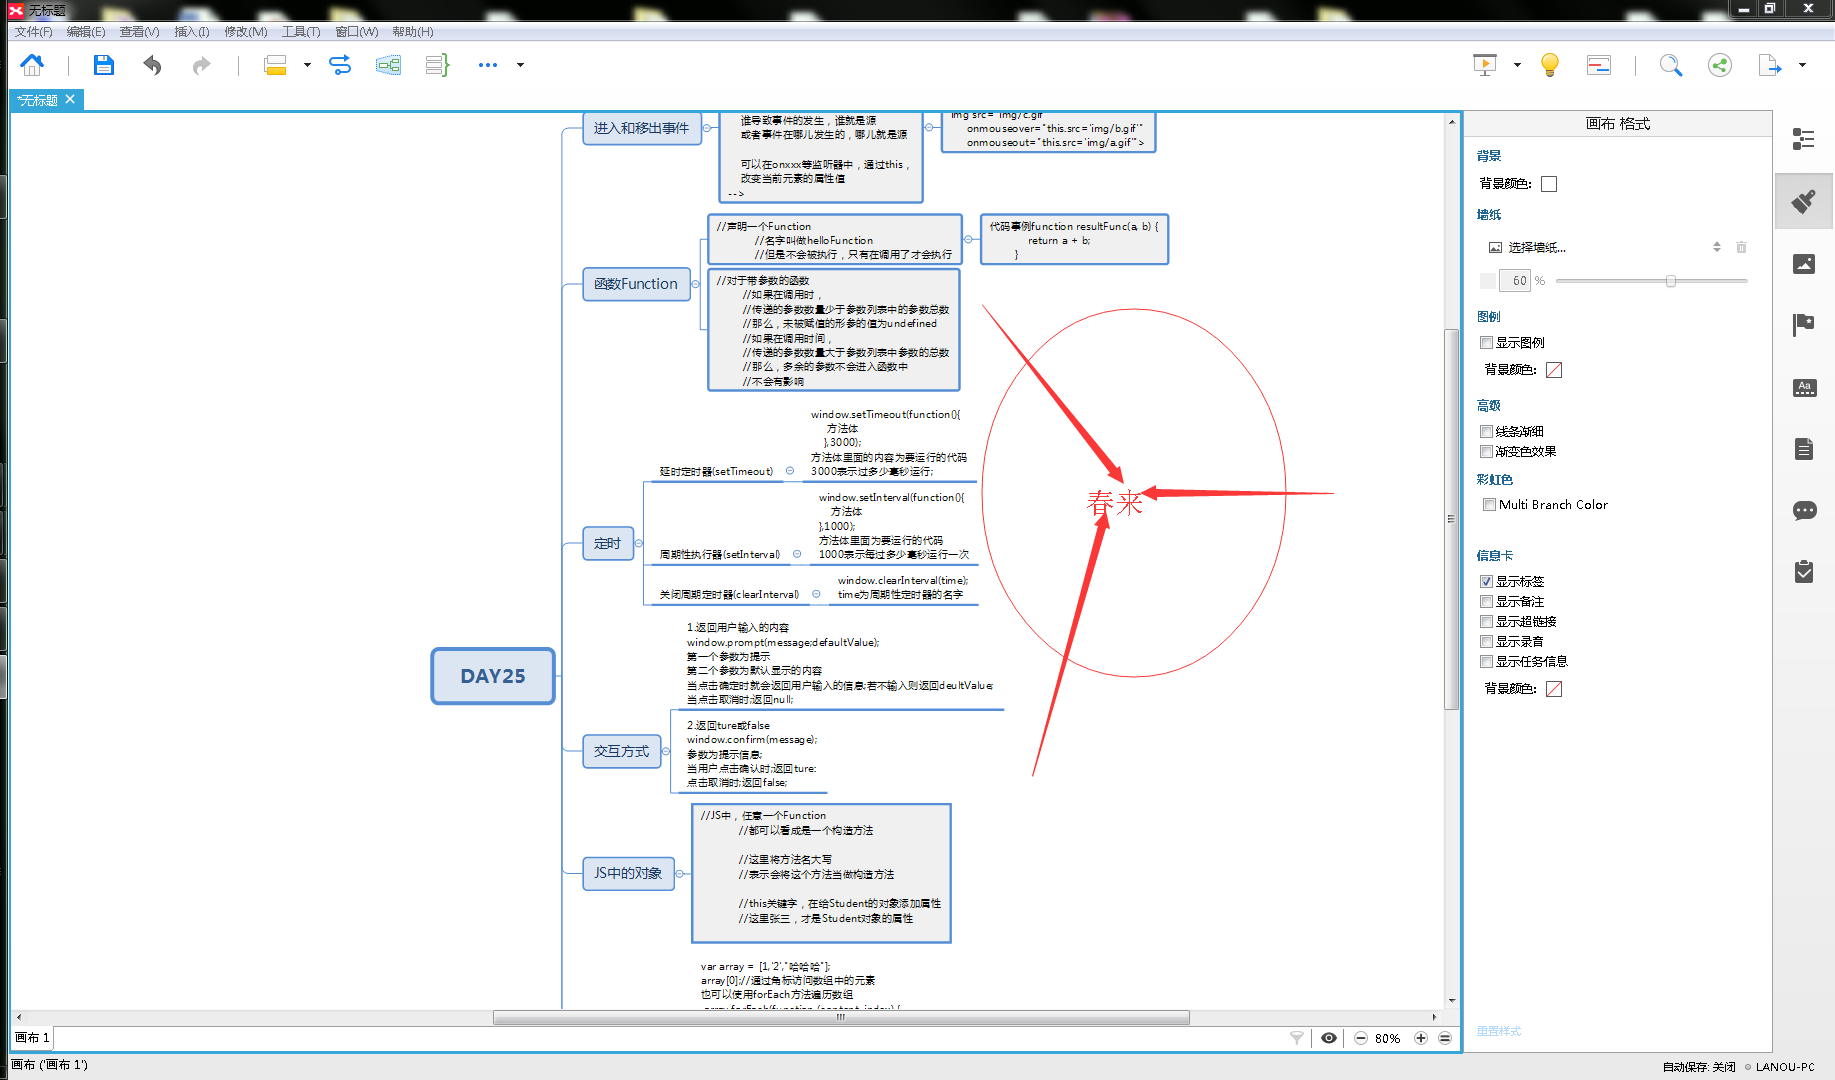 无标题
文件(F) 编辑(E) 查看(V) 插入(I) 修改(M) 工具(T) 窗口(W) 帮助(H)
*无标题
进入和移出事件
谁导致事件的发生，谁就是源
或者事件在哪儿发生的，哪儿就是源
可以在onxxx等监听器中，通过this，
改变当前元素的属性值
-->
img src="img/c.gif"
onmouseover="this.src='img/b.gif'"
onmouseout="this.src='img/a.gif'">
函数Function
//声明一个Function
//名字叫做helloFunction
//但是不会被执行，只有在调用了才会执行
代码事例function resultFunc(a, b) {
return a + b;
}
//对于带参数的函数
//如果在调用时，
//传递的参数数量少于参数列表中的参数总数
//那么，未被赋值的形参的值为undefined
//如果在调用时间，
//传递的参数数量大于参数列表中参数的总数
//那么，多余的参数不会进入函数中
//不会有影响
定时
延时定时器(setTimeout)
window.setTimeout(function(){
方法体
},3000);
方法体里面的内容为要运行的代码
3000表示过多少毫秒运行;
周期性执行器(setInterval)
window.setInterval(function(){
方法体
},1000);
方法体里面为要运行的代码
1000表示每过多少毫秒运行一次
关闭周期定时器(clearInterval)
window.clearInterval(time);
time为周期性定时器的名字
春来
DAY25
交互方式
1.返回用户输入的内容
window.prompt(message;defaultValue);
第一个参数为提示
第二个参数为默认显示的内容
当点击确定时就会返回用户输入的信息;若不输入则返回deultValue;
当点击取消时;返回null;
2.返回ture或false
window.confirm(message);
参数为提示信息;
当用户点击确认时;返回ture:
点击取消时;返回false;
JS中的对象
//JS中，任意一个Function
//都可以看成是一个构造方法
//这里将方法名大写
//表示会将这个方法当做构造方法
//this关键字，在给Student的对象添加属性
//这里张三，才是Student对象的属性
var array = [1,'2',"哈哈哈"];
array[0];//通过角标访问数组中的元素
也可以使用forEach方法遍历数组
array.forEach(function (content, index) {
画布 格式
背景
背景颜色:
墙纸
选择墙纸...
60 %
图例
显示图例
背景颜色:
高级
线条渐细
渐变色效果
彩虹色
Multi Branch Color
信息卡
显示标签
显示备注
显示超链接
显示录音
显示任务信息
背景颜色:
重置样式
Aa
画布 1
80%
画布 ('画布 1')
自动保存: 关闭
LANOU-PC